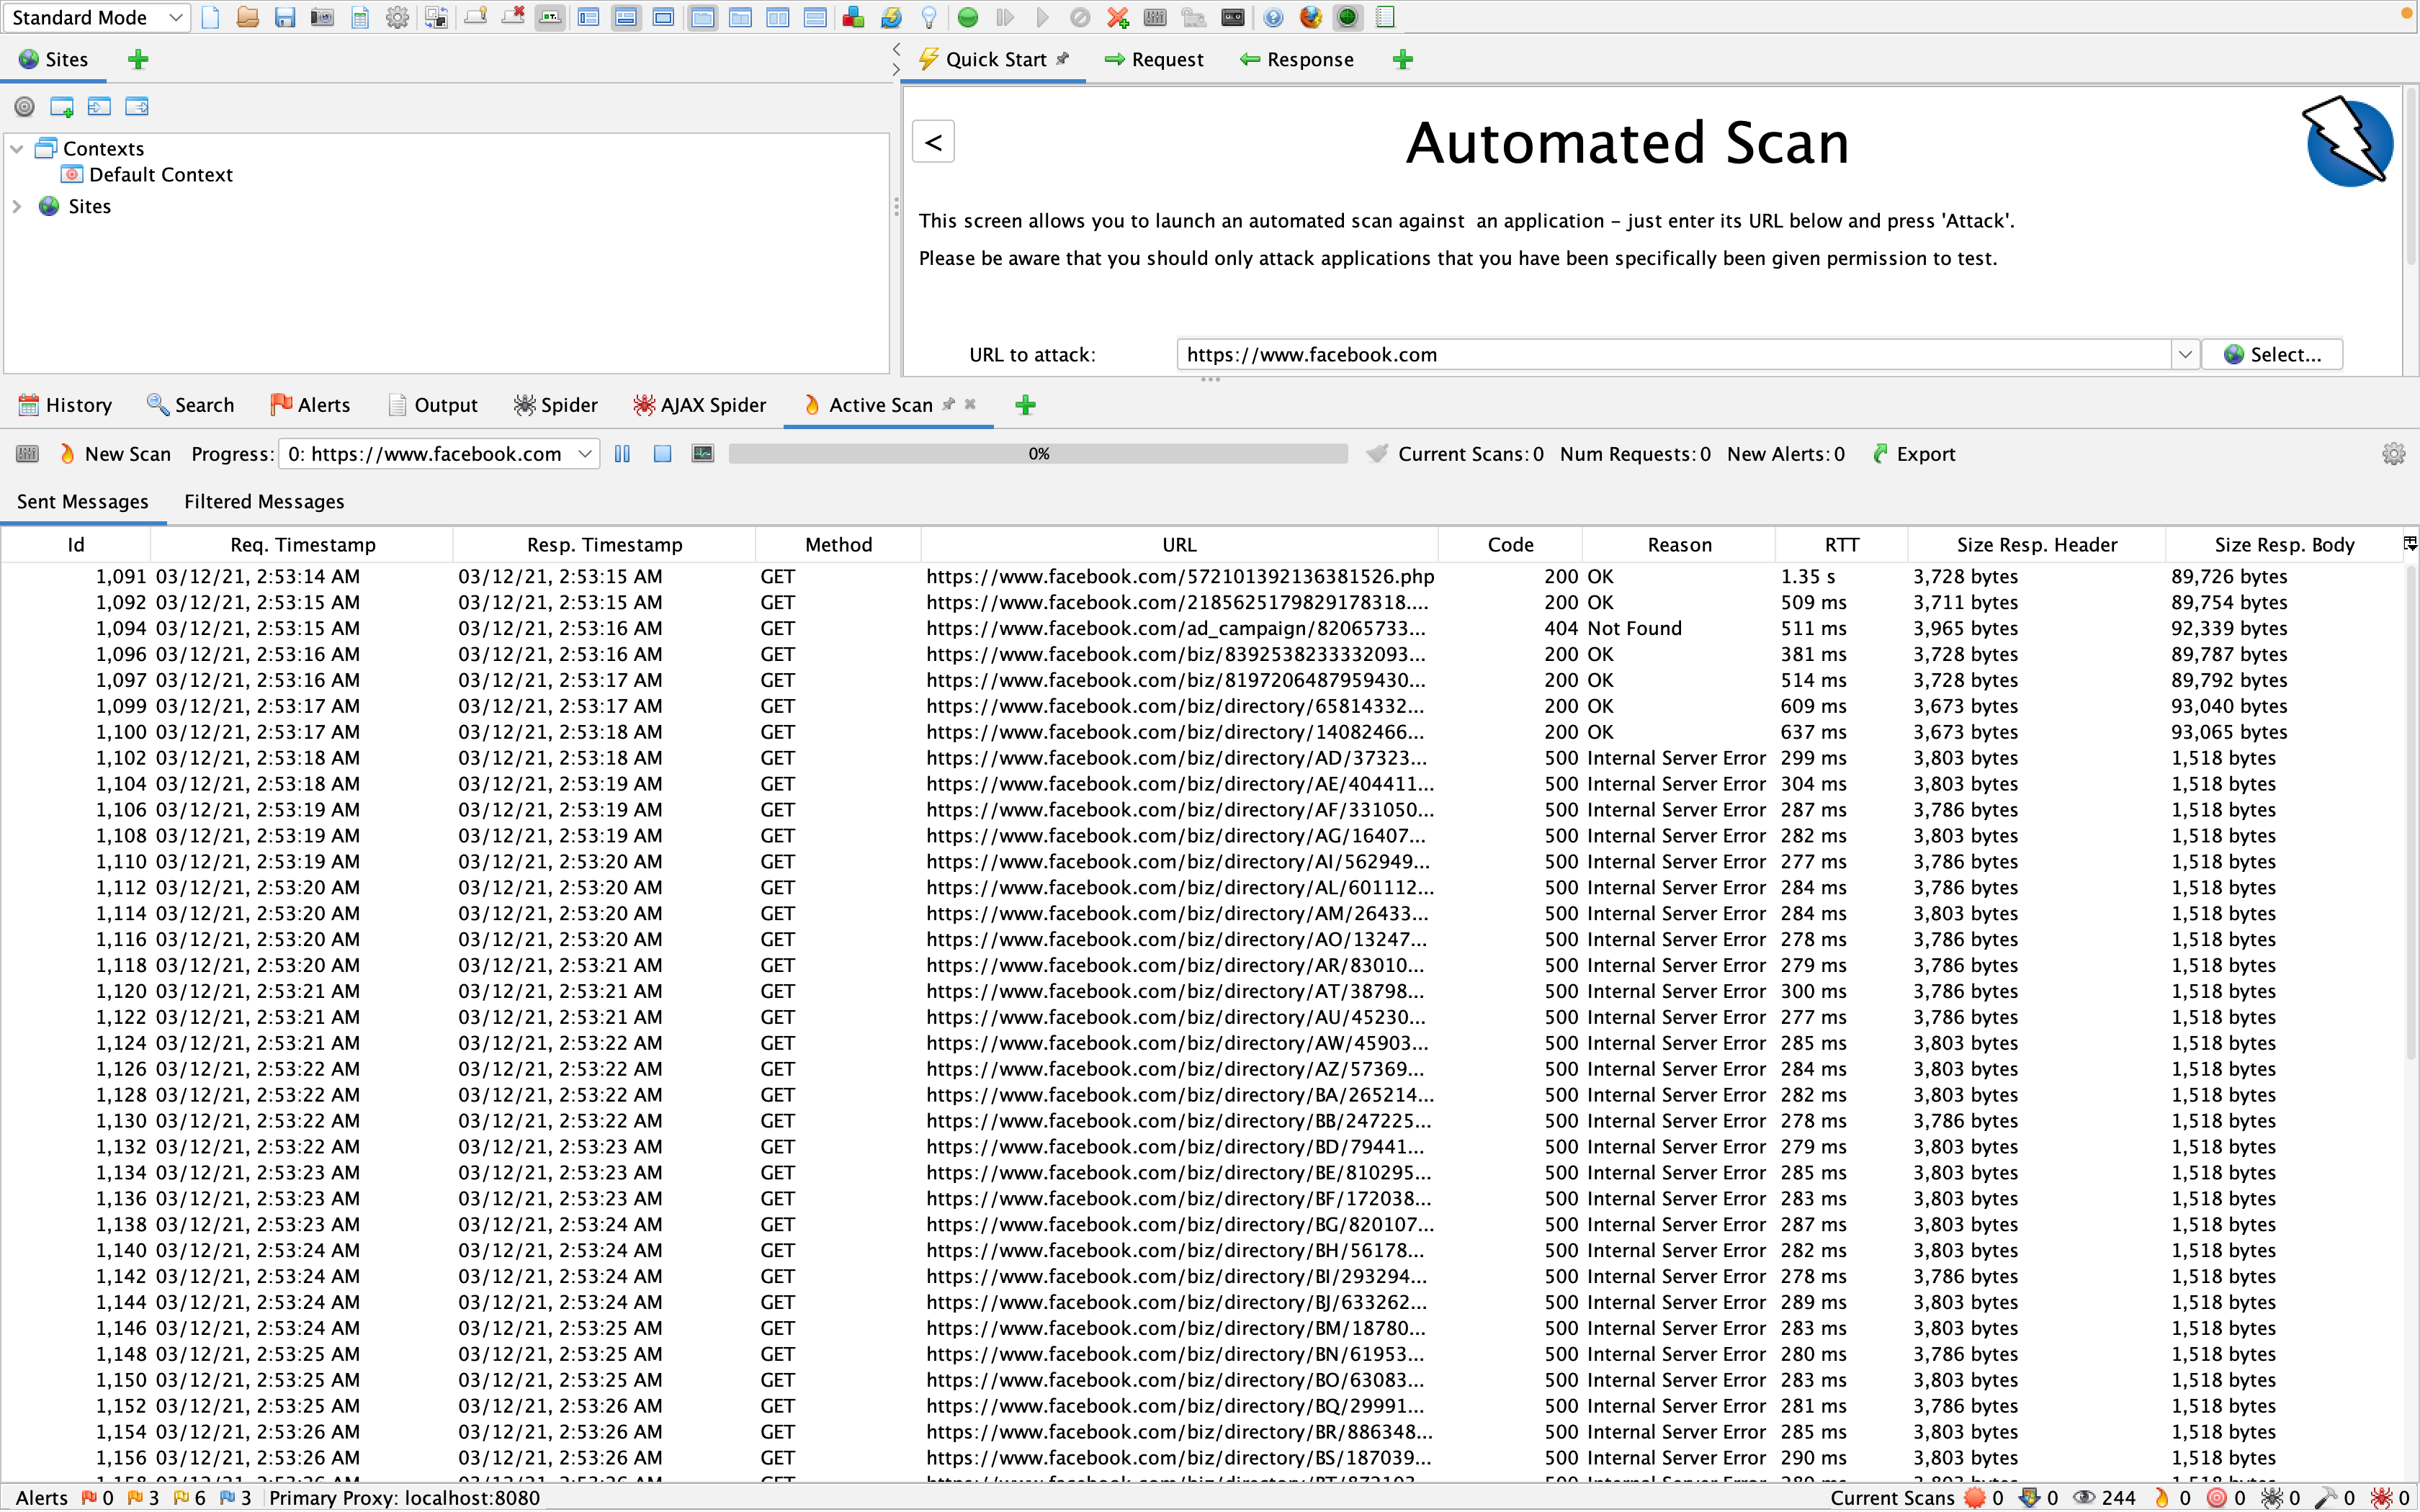 Standard Mode
Sites
Quick Start
Request
Response
Contexts
Default Context
Sites
<
Automated Scan
This screen allows you to launch an automated scan against  an application – just enter its URL below and press 'Attack'.
Please be aware that you should only attack applications that you have been specifically been given permission to test.
URL to attack: https://www.facebook.com Select...
History Search Alerts Output Spider AJAX Spider Active Scan
New Scan Progress: 0: https://www.facebook.com 0% Current Scans: 0 Num Requests: 0 New Alerts: 0 Export
Sent Messages Filtered Messages
Id Req. Timestamp Resp. Timestamp Method URL Code Reason RTT Size Resp. Header Size Resp. Body
1,091 03/12/21, 2:53:14 AM 03/12/21, 2:53:15 AM GET https://www.facebook.com/572101392136381526.php 200 OK 1.35 s 3,728 bytes 89,726 bytes
1,092 03/12/21, 2:53:15 AM 03/12/21, 2:53:15 AM GET https://www.facebook.com/2185625179829178318.... 200 OK 509 ms 3,711 bytes 89,754 bytes
1,094 03/12/21, 2:53:15 AM 03/12/21, 2:53:16 AM GET https://www.facebook.com/ad_campaign/82065733... 404 Not Found 511 ms 3,965 bytes 92,339 bytes
1,096 03/12/21, 2:53:16 AM 03/12/21, 2:53:16 AM GET https://www.facebook.com/biz/8392538233332093... 200 OK 381 ms 3,728 bytes 89,787 bytes
1,097 03/12/21, 2:53:16 AM 03/12/21, 2:53:17 AM GET https://www.facebook.com/biz/8197206487959430... 200 OK 514 ms 3,728 bytes 89,792 bytes
1,099 03/12/21, 2:53:17 AM 03/12/21, 2:53:17 AM GET https://www.facebook.com/biz/directory/65814332... 200 OK 609 ms 3,673 bytes 93,040 bytes
1,100 03/12/21, 2:53:17 AM 03/12/21, 2:53:18 AM GET https://www.facebook.com/biz/directory/14082466... 200 OK 637 ms 3,673 bytes 93,065 bytes
1,102 03/12/21, 2:53:18 AM 03/12/21, 2:53:18 AM GET https://www.facebook.com/biz/directory/AD/37323... 500 Internal Server Error 299 ms 3,803 bytes 1,518 bytes
1,104 03/12/21, 2:53:18 AM 03/12/21, 2:53:19 AM GET https://www.facebook.com/biz/directory/AE/404411... 500 Internal Server Error 304 ms 3,803 bytes 1,518 bytes
1,106 03/12/21, 2:53:19 AM 03/12/21, 2:53:19 AM GET https://www.facebook.com/biz/directory/AF/331050... 500 Internal Server Error 287 ms 3,786 bytes 1,518 bytes
1,108 03/12/21, 2:53:19 AM 03/12/21, 2:53:19 AM GET https://www.facebook.com/biz/directory/AG/16407... 500 Internal Server Error 282 ms 3,803 bytes 1,518 bytes
1,110 03/12/21, 2:53:19 AM 03/12/21, 2:53:20 AM GET https://www.facebook.com/biz/directory/AI/562949... 500 Internal Server Error 277 ms 3,786 bytes 1,518 bytes
1,112 03/12/21, 2:53:20 AM 03/12/21, 2:53:20 AM GET https://www.facebook.com/biz/directory/AL/601112... 500 Internal Server Error 284 ms 3,786 bytes 1,518 bytes
1,114 03/12/21, 2:53:20 AM 03/12/21, 2:53:20 AM GET https://www.facebook.com/biz/directory/AM/26433... 500 Internal Server Error 284 ms 3,803 bytes 1,518 bytes
1,116 03/12/21, 2:53:20 AM 03/12/21, 2:53:20 AM GET https://www.facebook.com/biz/directory/AO/13247... 500 Internal Server Error 278 ms 3,786 bytes 1,518 bytes
1,118 03/12/21, 2:53:20 AM 03/12/21, 2:53:21 AM GET https://www.facebook.com/biz/directory/AR/83010... 500 Internal Server Error 279 ms 3,786 bytes 1,518 bytes
1,120 03/12/21, 2:53:21 AM 03/12/21, 2:53:21 AM GET https://www.facebook.com/biz/directory/AT/38798... 500 Internal Server Error 300 ms 3,786 bytes 1,518 bytes
1,122 03/12/21, 2:53:21 AM 03/12/21, 2:53:21 AM GET https://www.facebook.com/biz/directory/AU/45230... 500 Internal Server Error 277 ms 3,786 bytes 1,518 bytes
1,124 03/12/21, 2:53:21 AM 03/12/21, 2:53:22 AM GET https://www.facebook.com/biz/directory/AW/45903... 500 Internal Server Error 285 ms 3,803 bytes 1,518 bytes
1,126 03/12/21, 2:53:22 AM 03/12/21, 2:53:22 AM GET https://www.facebook.com/biz/directory/AZ/57369... 500 Internal Server Error 284 ms 3,803 bytes 1,518 bytes
1,128 03/12/21, 2:53:22 AM 03/12/21, 2:53:22 AM GET https://www.facebook.com/biz/directory/BA/265214... 500 Internal Server Error 282 ms 3,803 bytes 1,518 bytes
1,130 03/12/21, 2:53:22 AM 03/12/21, 2:53:22 AM GET https://www.facebook.com/biz/directory/BB/247225... 500 Internal Server Error 278 ms 3,786 bytes 1,518 bytes
1,132 03/12/21, 2:53:22 AM 03/12/21, 2:53:23 AM GET https://www.facebook.com/biz/directory/BD/79441... 500 Internal Server Error 279 ms 3,803 bytes 1,518 bytes
1,134 03/12/21, 2:53:23 AM 03/12/21, 2:53:23 AM GET https://www.facebook.com/biz/directory/BE/810295... 500 Internal Server Error 285 ms 3,803 bytes 1,518 bytes
1,136 03/12/21, 2:53:23 AM 03/12/21, 2:53:23 AM GET https://www.facebook.com/biz/directory/BF/172038... 500 Internal Server Error 283 ms 3,803 bytes 1,518 bytes
1,138 03/12/21, 2:53:23 AM 03/12/21, 2:53:24 AM GET https://www.facebook.com/biz/directory/BG/820107... 500 Internal Server Error 287 ms 3,803 bytes 1,518 bytes
1,140 03/12/21, 2:53:24 AM 03/12/21, 2:53:24 AM GET https://www.facebook.com/biz/directory/BH/56178... 500 Internal Server Error 282 ms 3,803 bytes 1,518 bytes
1,142 03/12/21, 2:53:24 AM 03/12/21, 2:53:24 AM GET https://www.facebook.com/biz/directory/BI/293294... 500 Internal Server Error 278 ms 3,786 bytes 1,518 bytes
1,144 03/12/21, 2:53:24 AM 03/12/21, 2:53:24 AM GET https://www.facebook.com/biz/directory/BJ/633262... 500 Internal Server Error 289 ms 3,803 bytes 1,518 bytes
1,146 03/12/21, 2:53:24 AM 03/12/21, 2:53:25 AM GET https://www.facebook.com/biz/directory/BM/18780... 500 Internal Server Error 283 ms 3,803 bytes 1,518 bytes
1,148 03/12/21, 2:53:25 AM 03/12/21, 2:53:25 AM GET https://www.facebook.com/biz/directory/BN/61953... 500 Internal Server Error 280 ms 3,786 bytes 1,518 bytes
1,150 03/12/21, 2:53:25 AM 03/12/21, 2:53:25 AM GET https://www.facebook.com/biz/directory/BO/63083... 500 Internal Server Error 283 ms 3,803 bytes 1,518 bytes
1,152 03/12/21, 2:53:25 AM 03/12/21, 2:53:26 AM GET https://www.facebook.com/biz/directory/BQ/29991... 500 Internal Server Error 281 ms 3,786 bytes 1,518 bytes
1,154 03/12/21, 2:53:26 AM 03/12/21, 2:53:26 AM GET https://www.facebook.com/biz/directory/BR/886348... 500 Internal Server Error 285 ms 3,803 bytes 1,518 bytes
1,156 03/12/21, 2:53:26 AM 03/12/21, 2:53:26 AM GET https://www.facebook.com/biz/directory/BS/187039... 500 Internal Server Error 290 ms 3,803 bytes 1,518 bytes
Alerts 0 3 6 3 Primary Proxy: localhost:8080 Current Scans 0 0 244 0 0 0 0 0